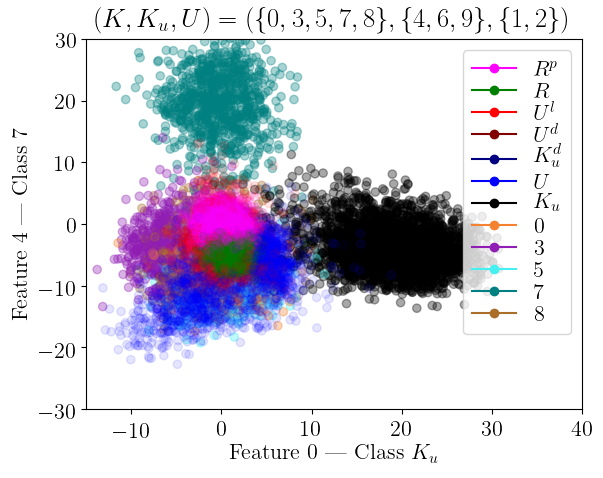 (K, K_u, U) = ({0, 3, 5, 7, 8}, {4, 6, 9}, {1, 2})
30
20
10
0
−10
−20
−30
Feature 4 — Class 7
R^p
R
U^l
U^d
K_u^d
U
K_u
0
3
5
7
8
−10
0
10
20
30
40
Feature 0 — Class K_u